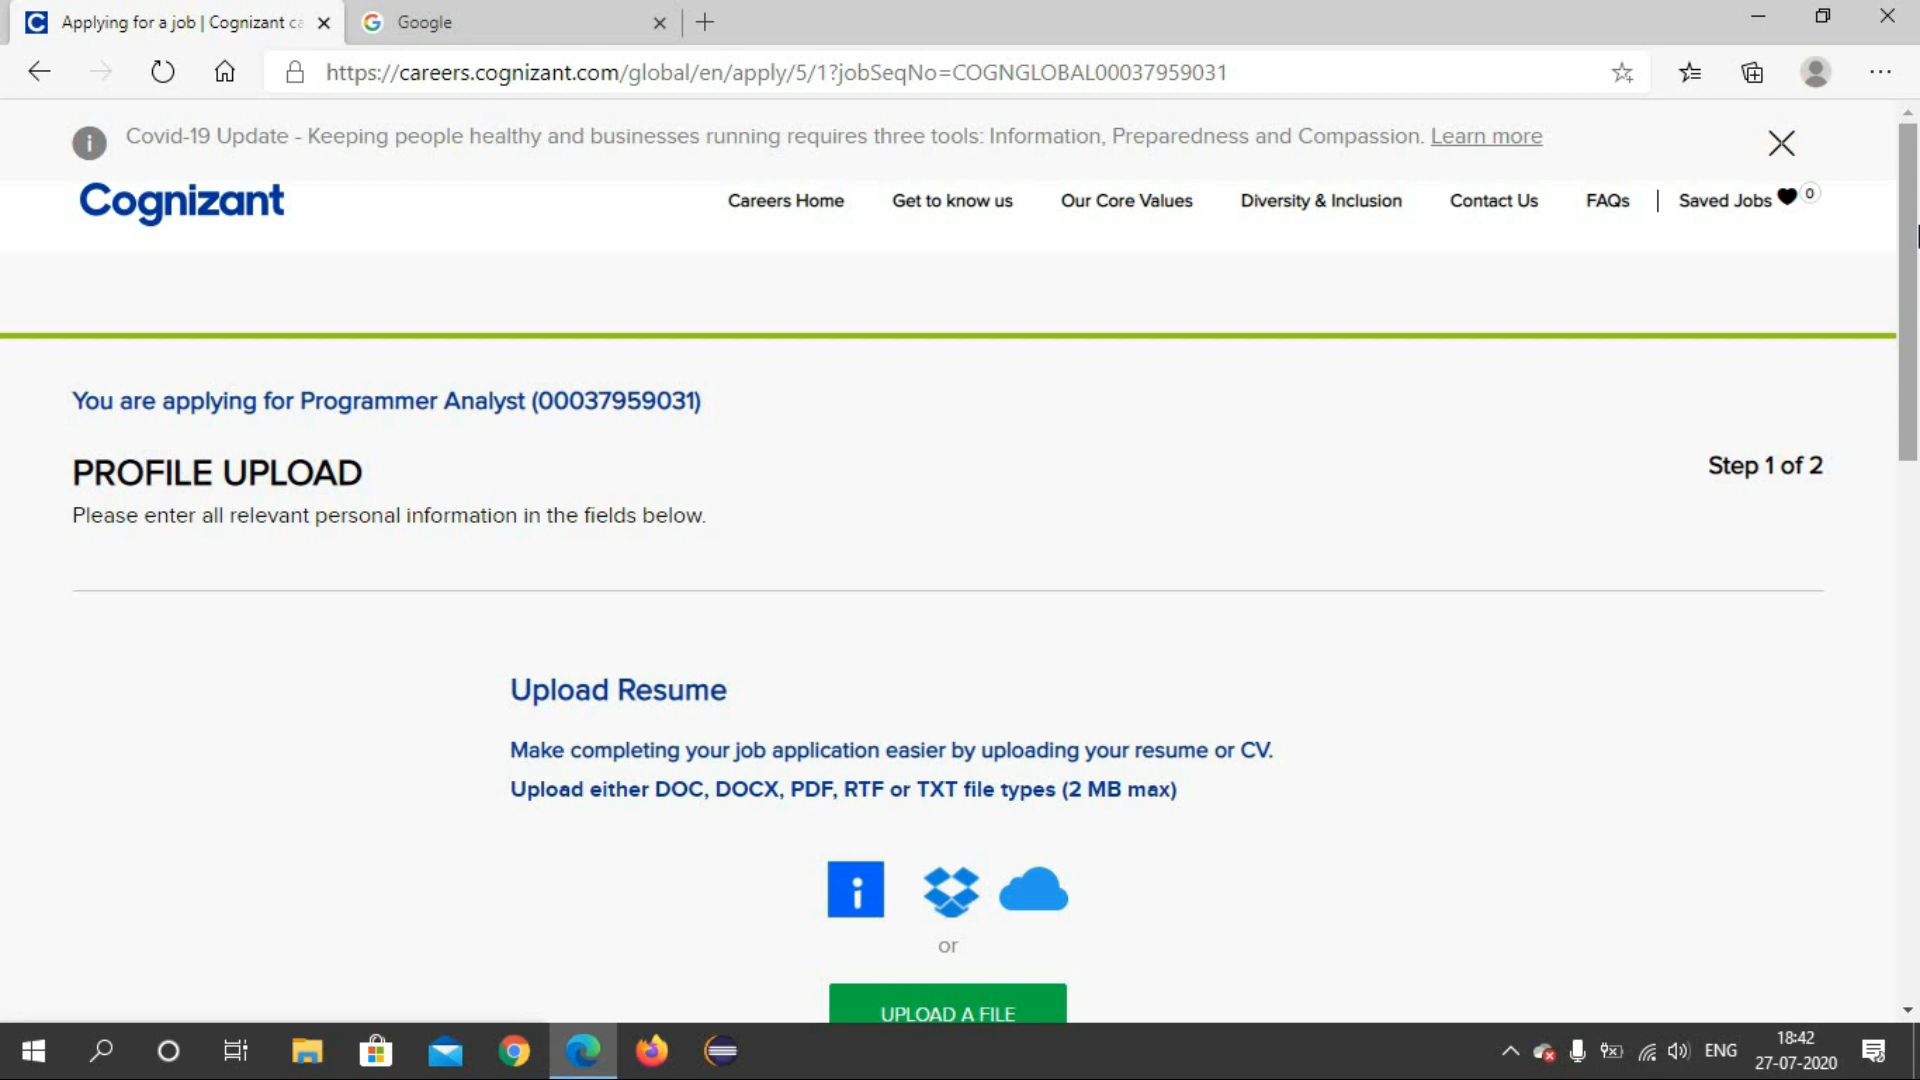 Applying for a job | Cognizant ca
Google
https://careers.cognizant.com/global/en/apply/5/1?jobSeqNo=COGNGLOBAL00037959031
Covid-19 Update - Keeping people healthy and businesses running requires three tools: Information, Preparedness and Compassion. Learn more
Cognizant
Careers Home Get to know us Our Core Values Diversity & Inclusion Contact Us FAQs | Saved Jobs 0
You are applying for Programmer Analyst (00037959031)
PROFILE UPLOAD
Step 1 of 2
Please enter all relevant personal information in the fields below.
Upload Resume
Make completing your job application easier by uploading your resume or CV.
Upload either DOC, DOCX, PDF, RTF or TXT file types (2 MB max)
or
UPLOAD A FILE
ENG
18:42
27-07-2020